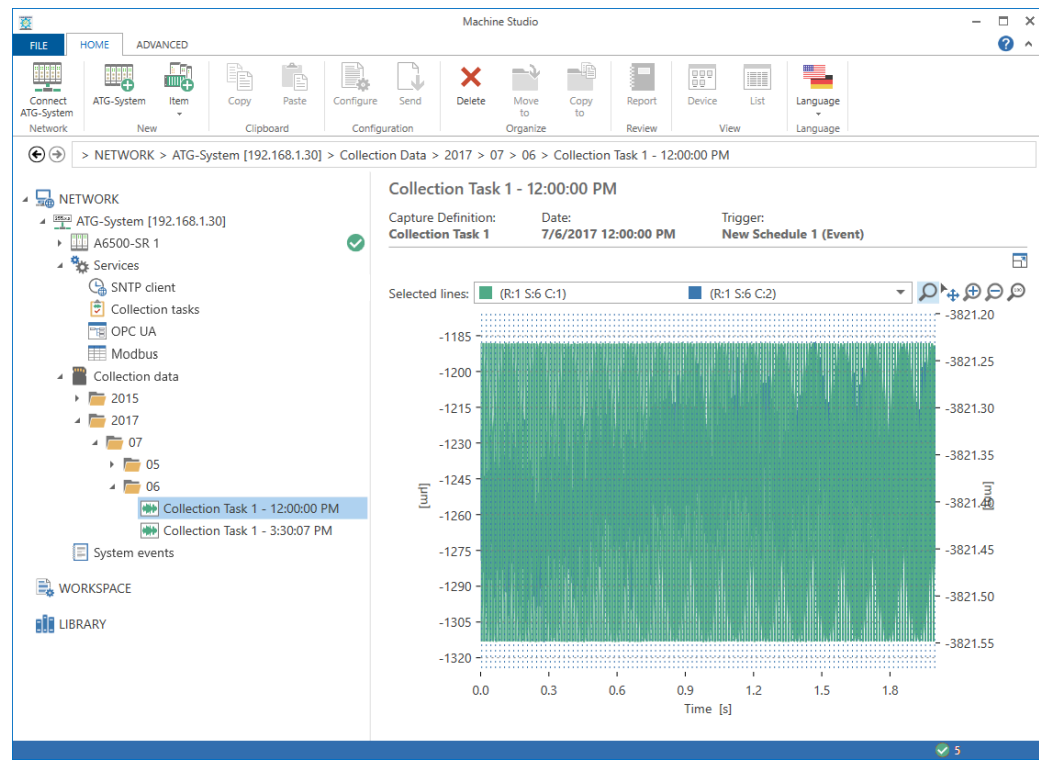 Machine Studio
FILE HOME ADVANCED
Connect ATG-System Item Copy Paste Configure Send Delete Move Copy Report Device List Language
ATG-System to to
Network New Clipboard Configuration Organize Review View Language
> NETWORK > ATG-System [192.168.1.30] > Collection Data > 2017 > 07 > 06 > Collection Task 1 - 12:00:00 PM
NETWORK
ATG-System [192.168.1.30]
A6500-SR 1
Services
SNTP client
Collection tasks
OPC UA
Modbus
Collection data
2015
2017
07
05
06
Collection Task 1 - 12:00:00 PM
Collection Task 1 - 3:30:07 PM
System events
WORKSPACE
LIBRARY
Collection Task 1 - 12:00:00 PM
Capture Definition: Date: Trigger:
Collection Task 1 7/6/2017 12:00:00 PM New Schedule 1 (Event)
Selected lines: (R:1 S:6 C:1) (R:1 S:6 C:2)
-1185
-1200
-1215
-1230
-1245
-1260
-1275
-1290
-1305
-1320
[µm]
-3821.20
-3821.25
-3821.30
-3821.35
-3821.40
-3821.45
-3821.50
-3821.55
[µm]
0.0 0.3 0.6 0.9 1.2 1.5 1.8
Time [s]
5